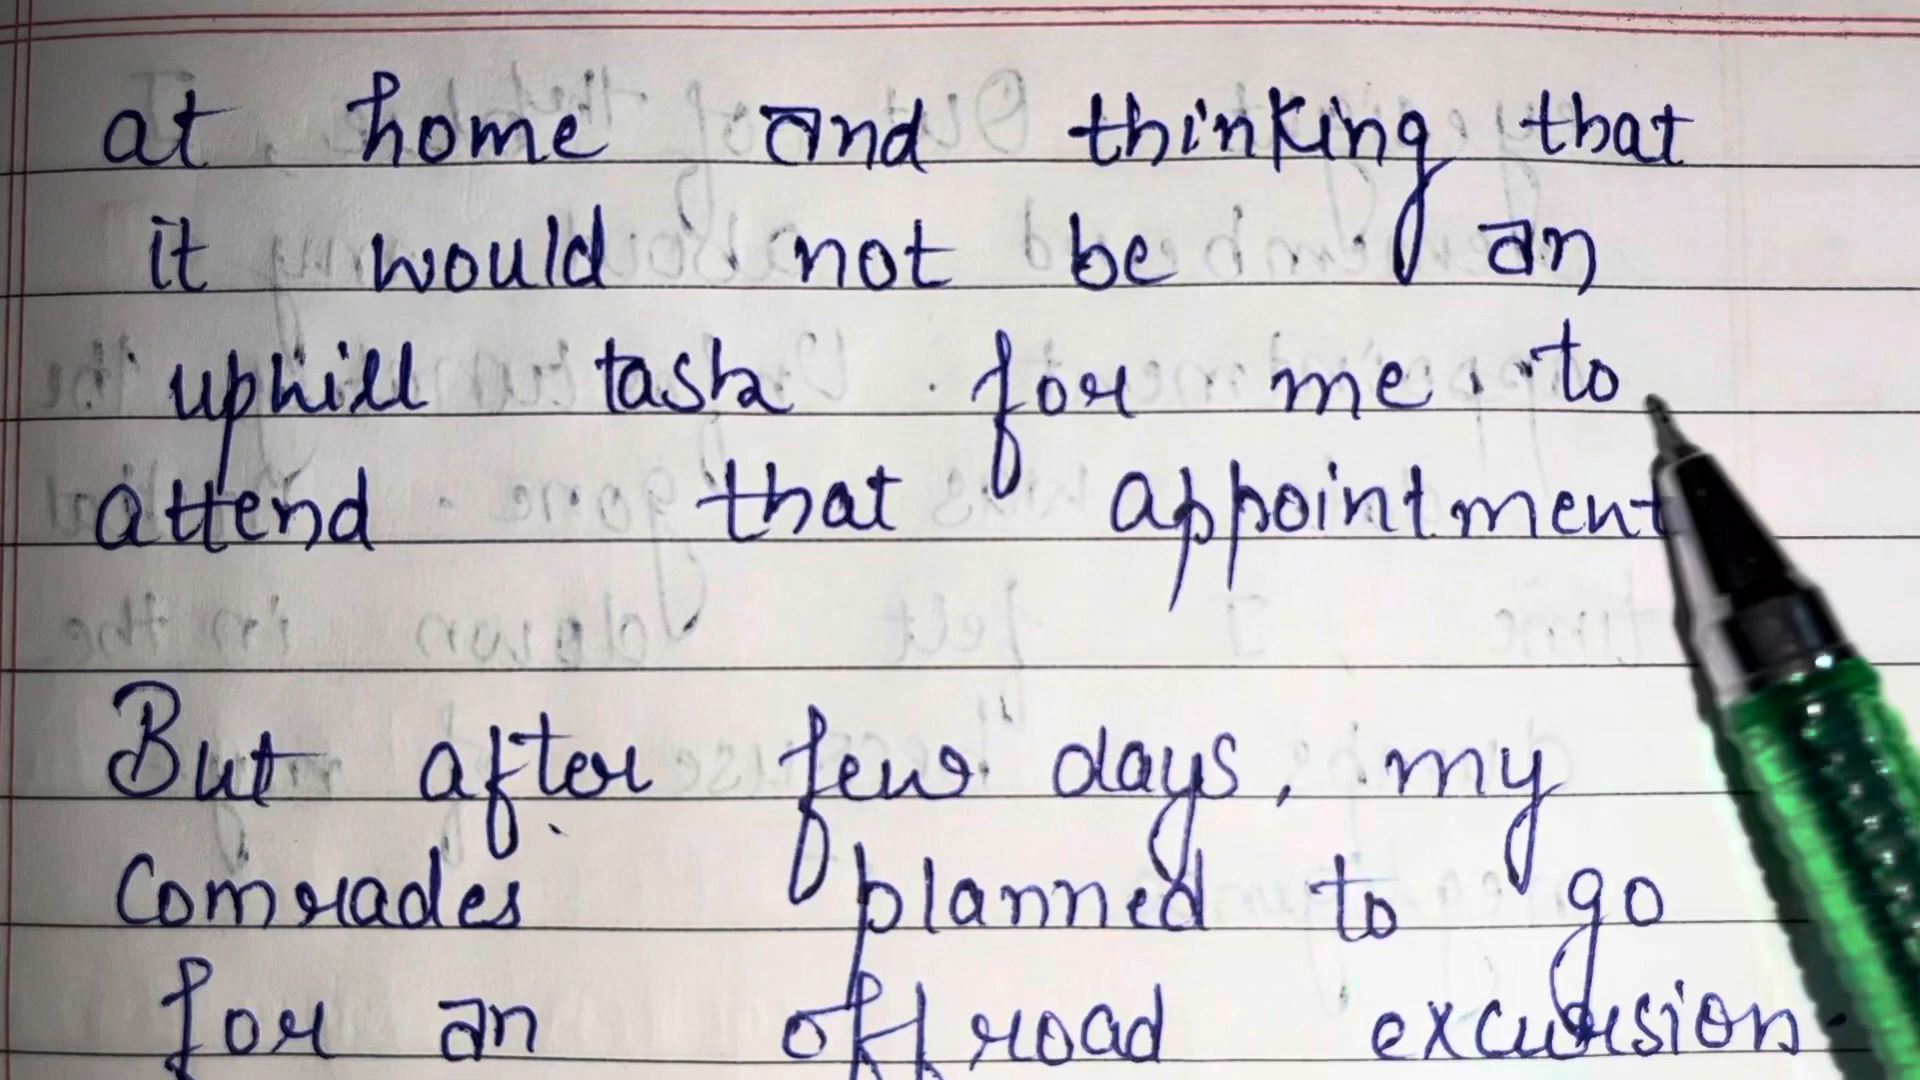 at home and thinking that
it would not be an
uphill task for me to
attend that appointment
But after few days, my
comrades planned to go
for an offroad excursion.